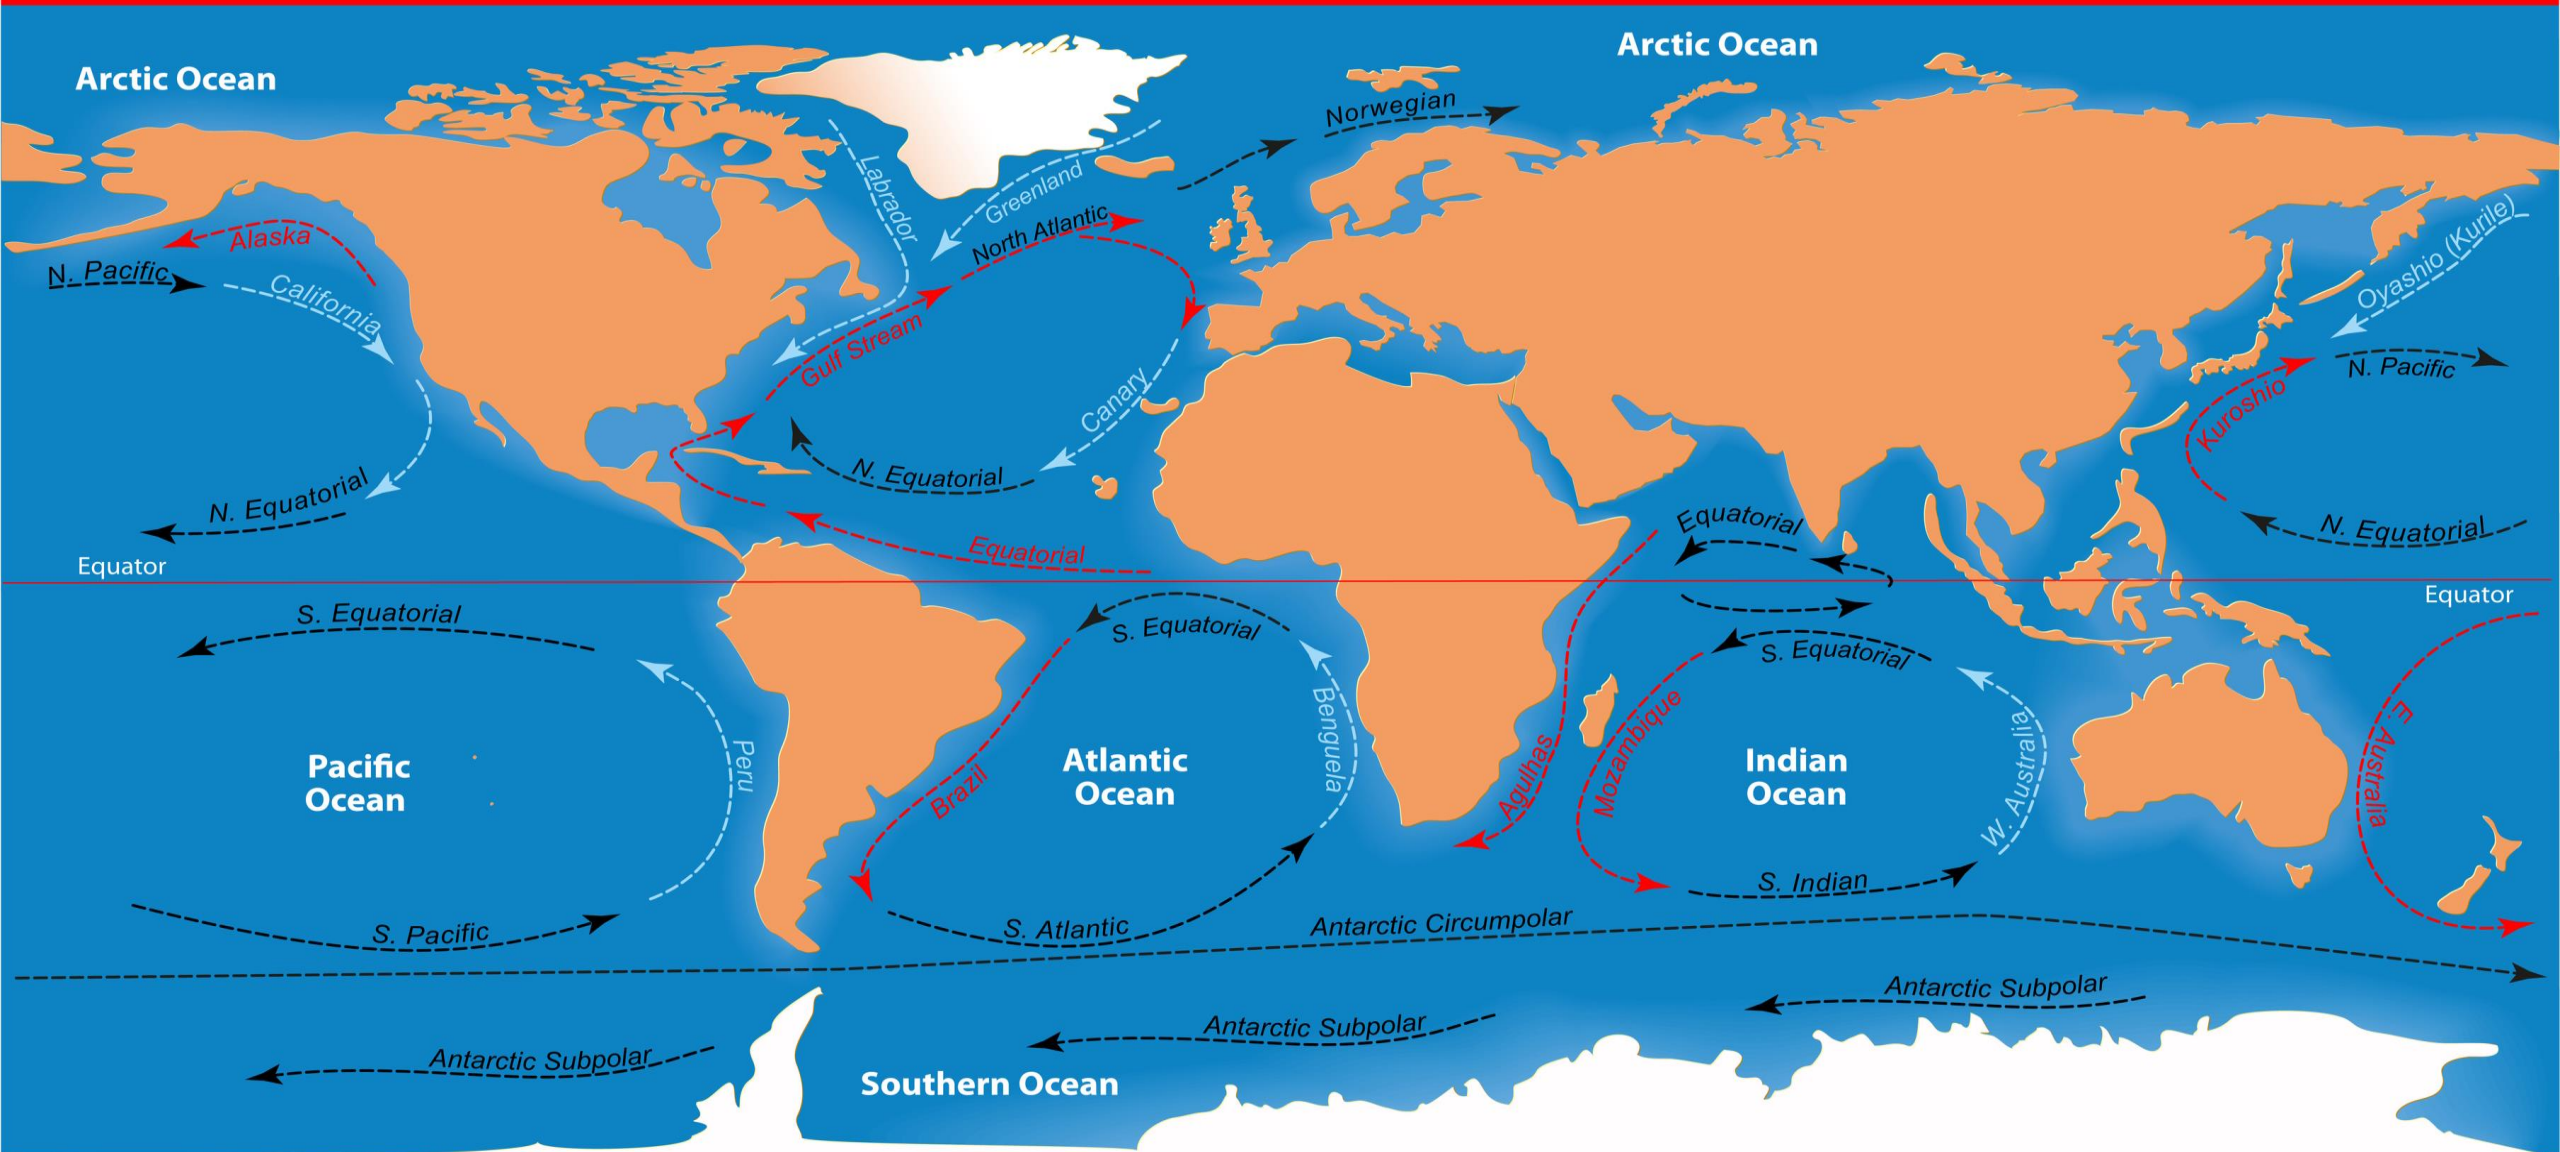 Arctic Ocean
Arctic Ocean
Norwegian
Labrador
Greenland
North Atlantic
Alaska
N. Pacific
California
Gulf Stream
Canary
Oyashio (Kurile)
N. Pacific
Kuroshio
N. Equatorial
N. Equatorial
Equatorial
N. Equatorial
Equatorial
Equator
Equator
S. Equatorial
S. Equatorial
S. Equatorial
Peru
Brazil
Benguela
Agulhas
Mozambique
W. Australia
E. Australia
Pacific
Ocean
Atlantic
Ocean
Indian
Ocean
S. Pacific
S. Atlantic
S. Indian
Antarctic Circumpolar
Antarctic Subpolar
Antarctic Subpolar
Antarctic Subpolar
Southern Ocean